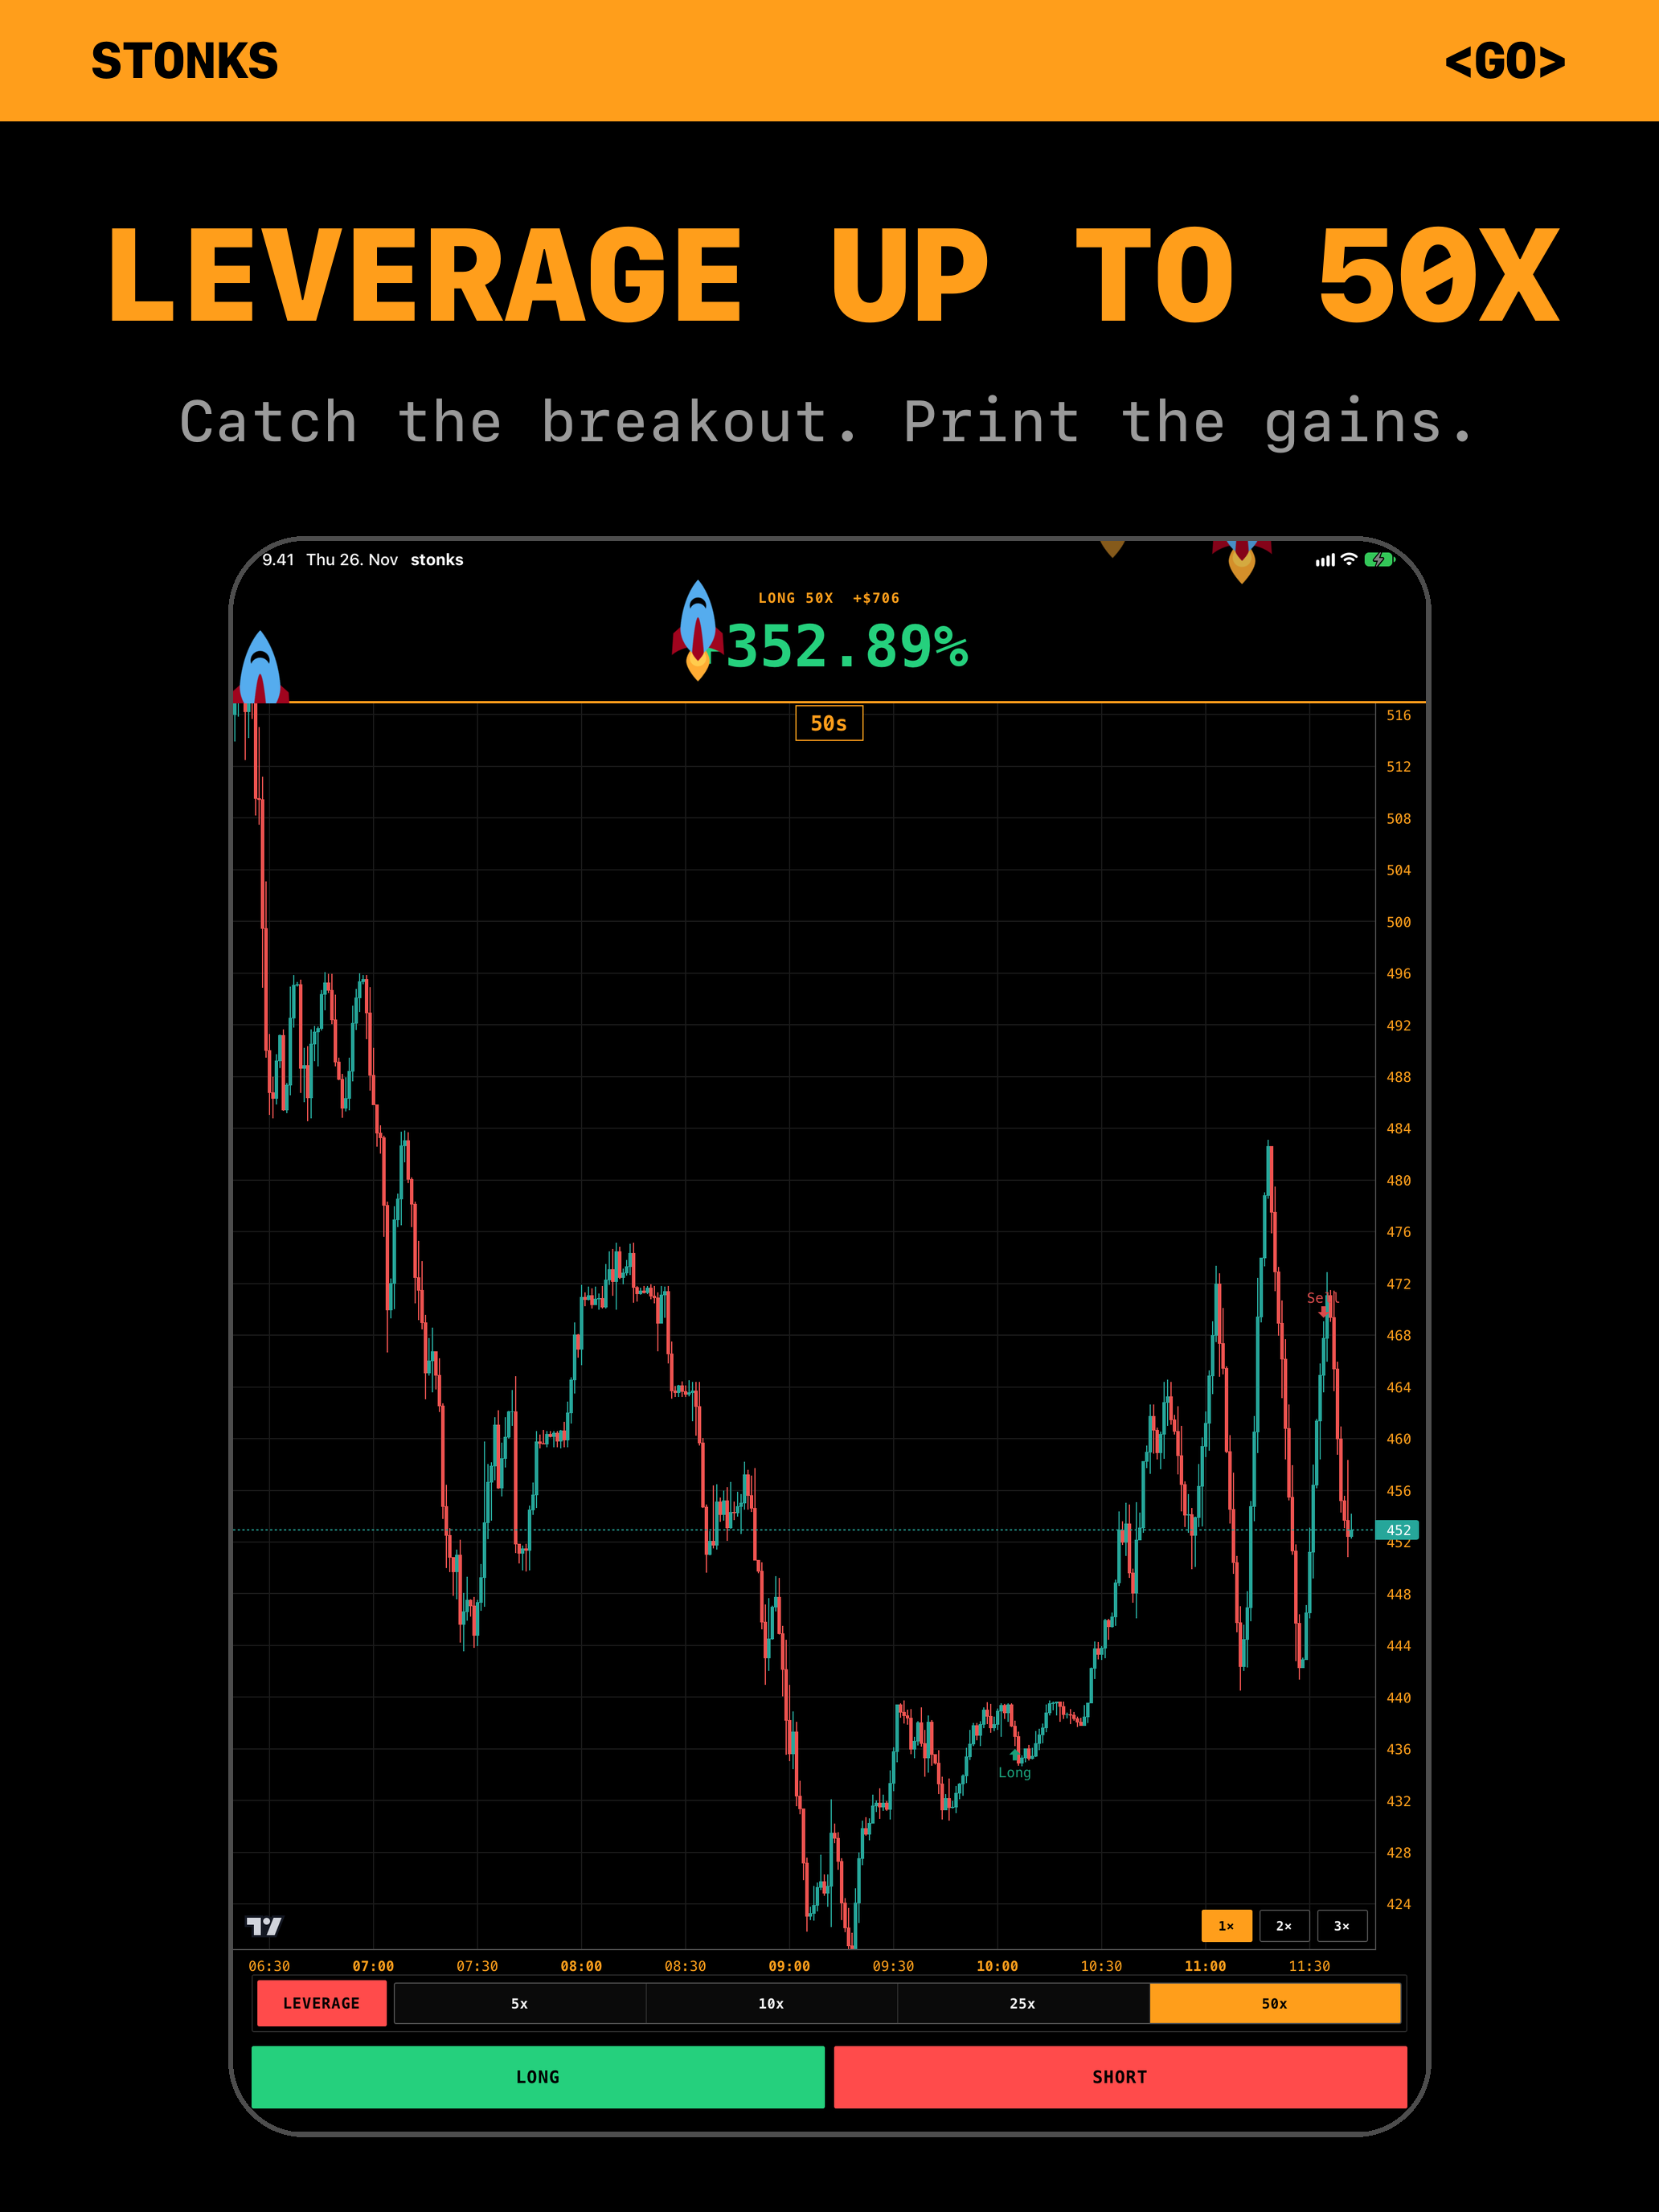 STONKS <GO>
LEVERAGE UP TO 50X
Catch the breakout. Print the gains.
9.41 Thu 26. Nov stonks
LONG 50X +$706
352.89%
50s
516
512
508
504
500
496
492
488
484
480
476
472
Sell
468
464
460
456
452
452
448
444
440
436
Long
432
428
424
1× 2× 3×
06:30 07:00 07:30 08:00 08:30 09:00 09:30 10:00 10:30 11:00 11:30
LEVERAGE 5x 10x 25x 50x
LONG SHORT